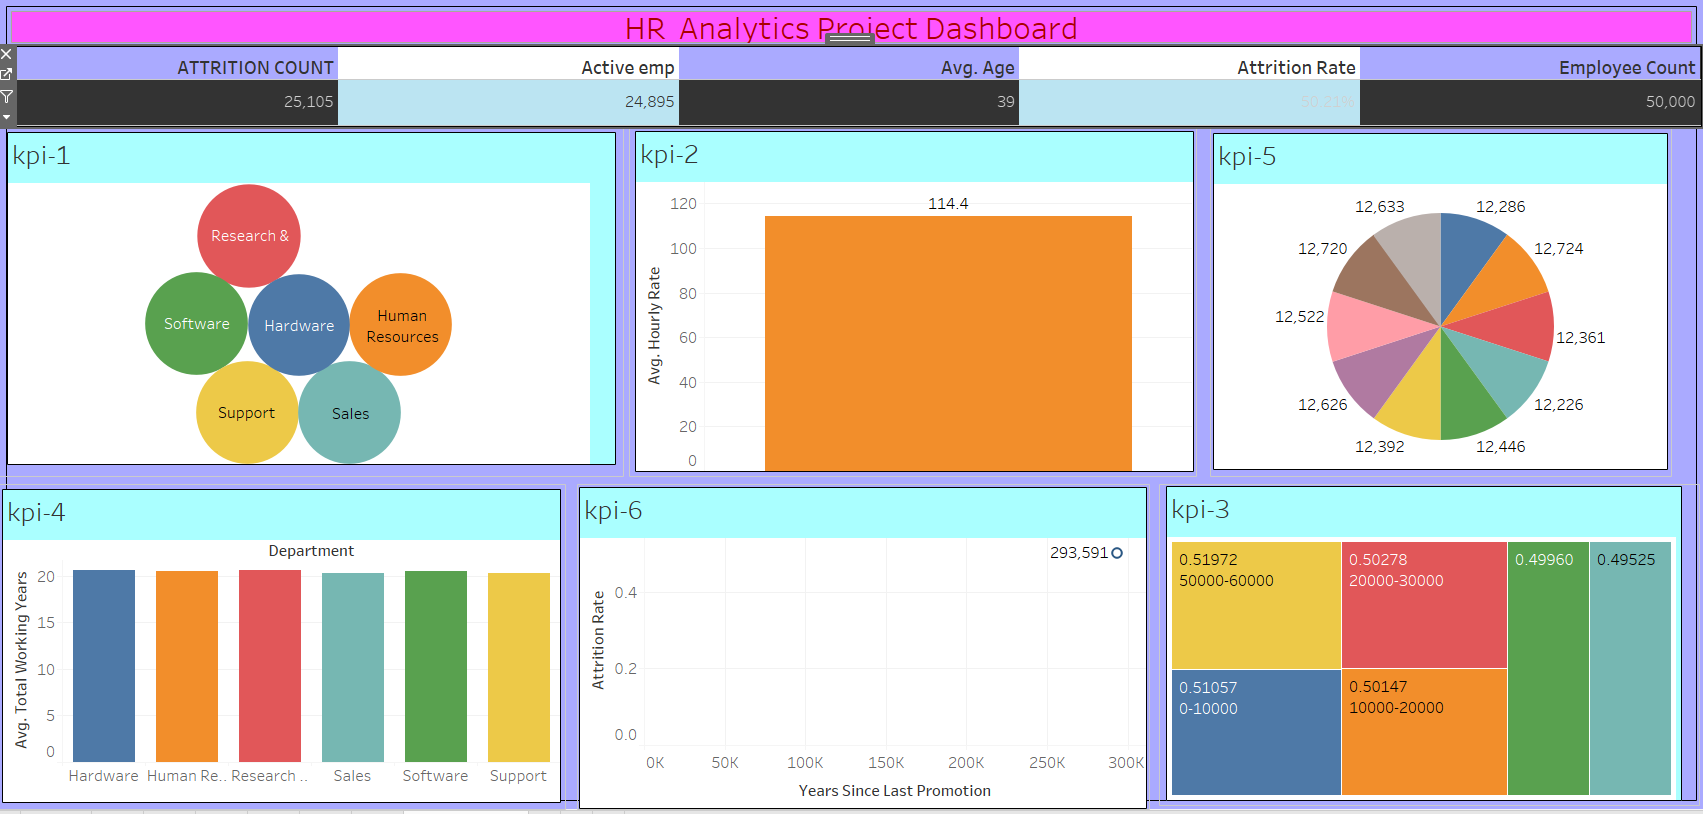 HR  Analytics Project Dashboard
ATTRITION COUNT
Active emp
Avg. Age
Attrition Rate
Employee Count
25,105
24,895
39
50.21%
50,000
kpi-1
Research &
Software
Hardware
Human
Resources
Support
Sales
kpi-2
114.4
120
100
80
60
40
20
0
Avg. Hourly Rate
kpi-5
12,633
12,286
12,720
12,724
12,522
12,361
12,626
12,226
12,392
12,446
kpi-4
Department
Avg. Total Working Years
20
15
10
5
0
Hardware
Human Re..
Research ..
Sales
Software
Support
kpi-6
293,591
Attrition Rate
0.4
0.2
0.0
0K
50K
100K
150K
200K
250K
300K
Years Since Last Promotion
kpi-3
0.51972
50000-60000
0.50278
20000-30000
0.49960
0.49525
0.51057
0-10000
0.50147
10000-20000